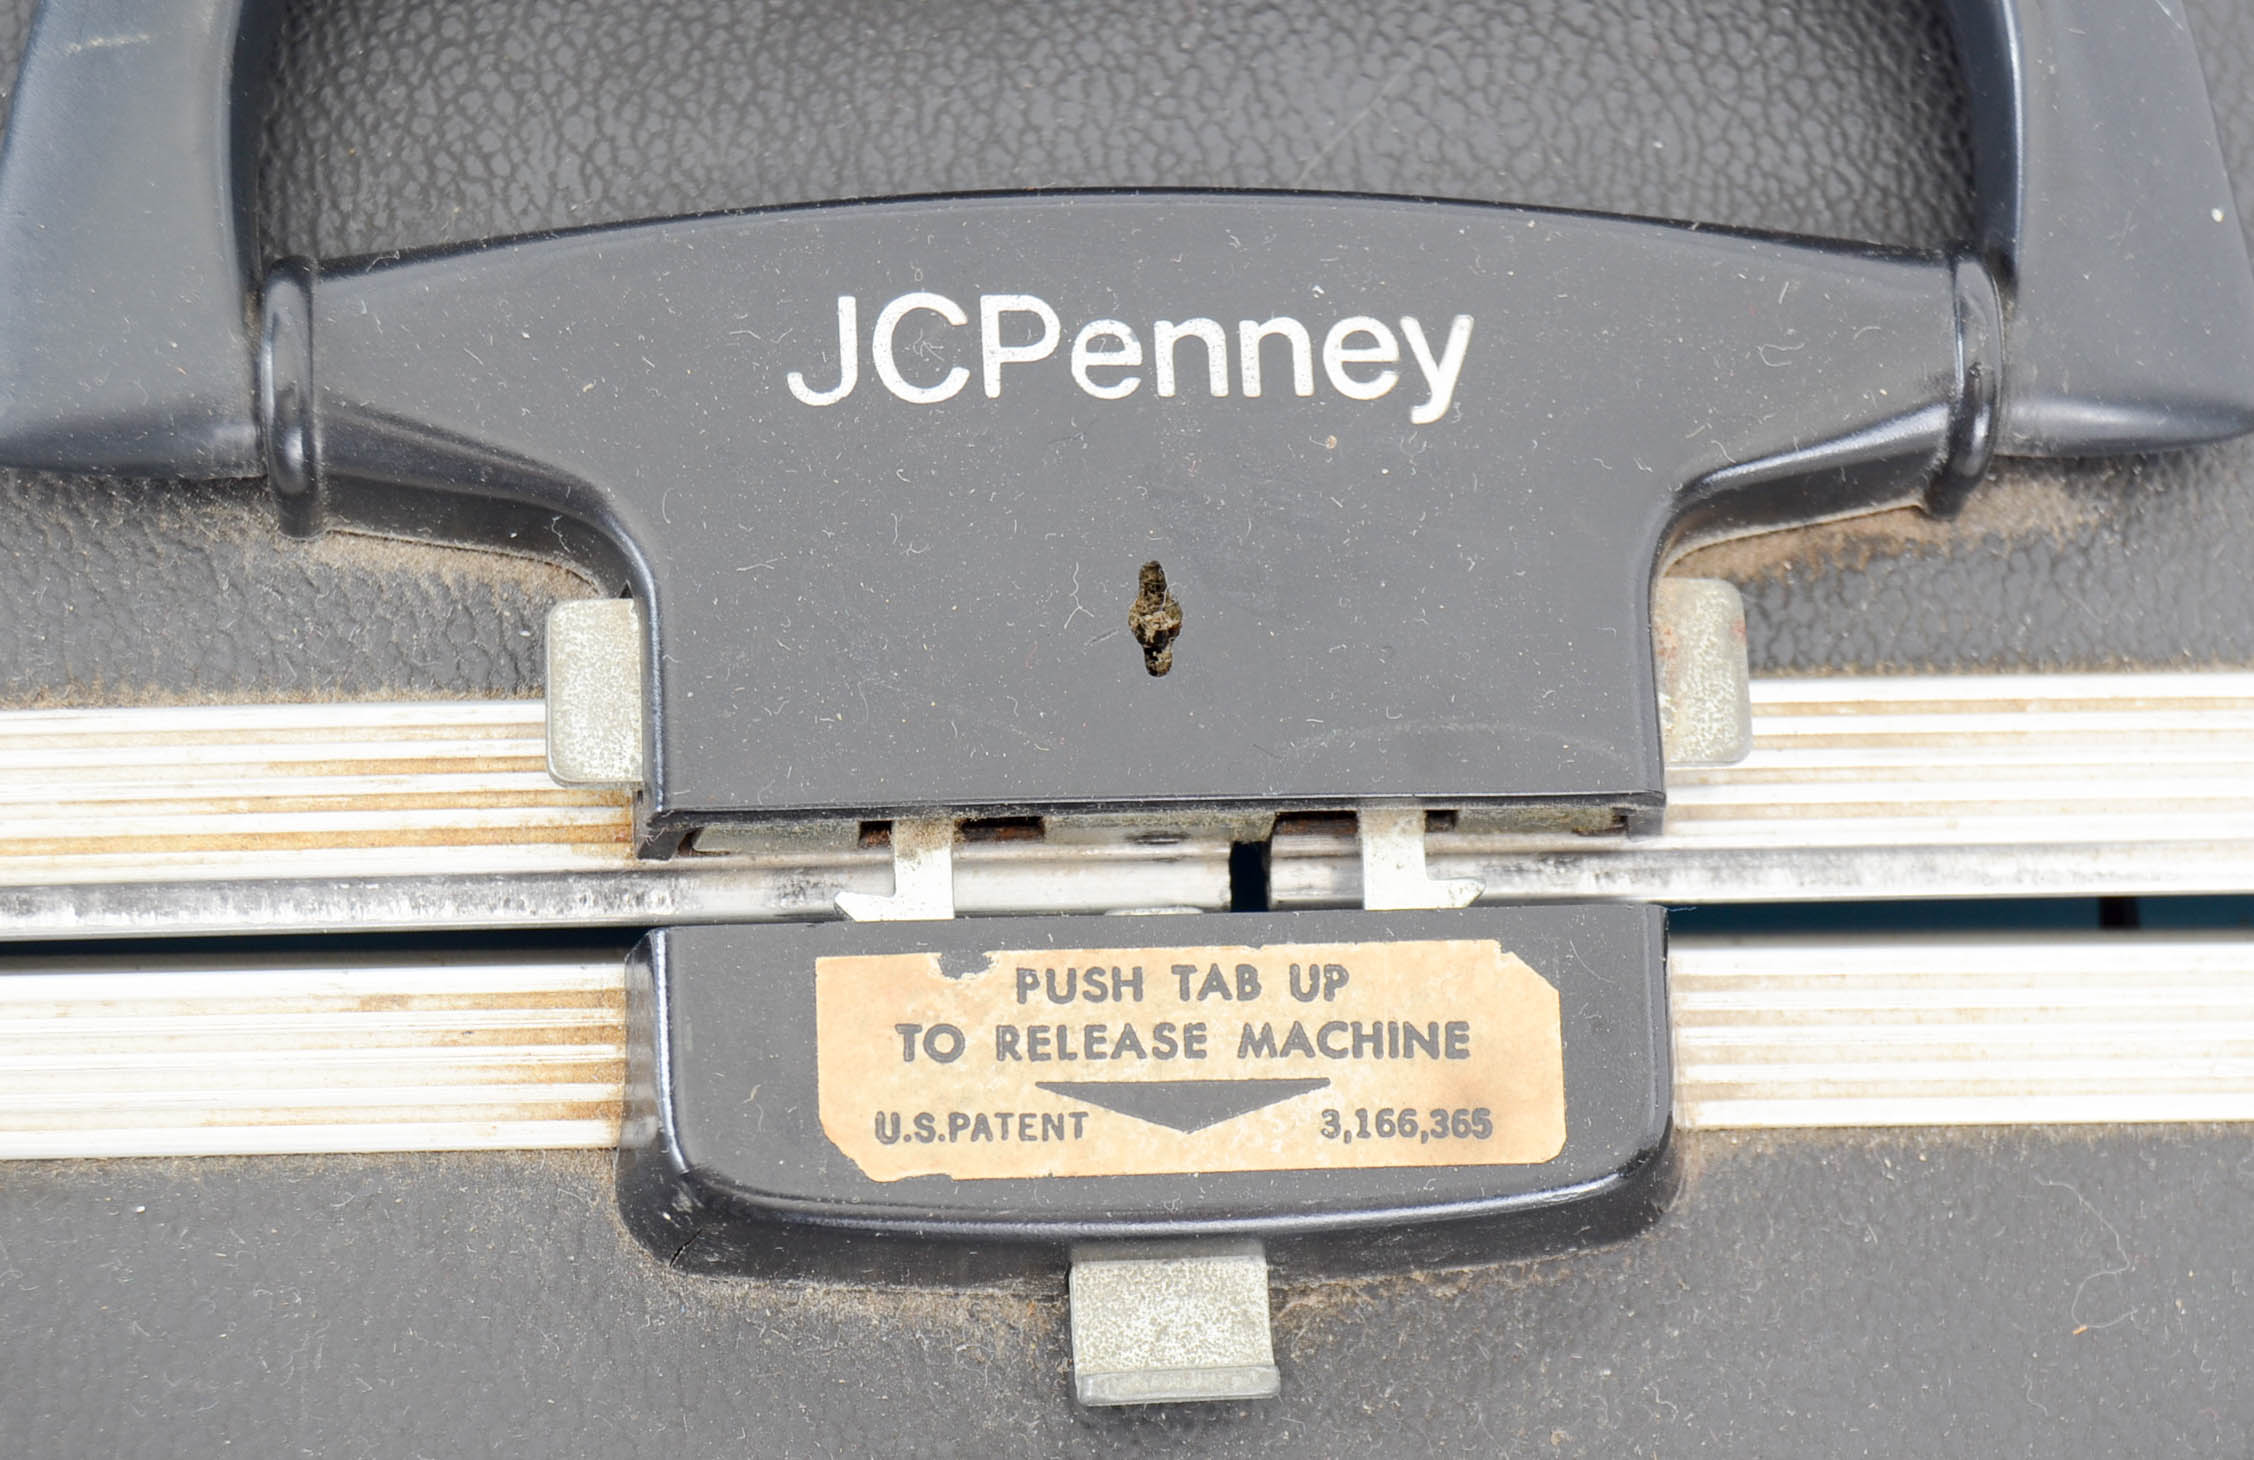 JCPenney
PUSH TAB UP
TO RELEASE MACHINE
U.S.PATENT 3,166,365